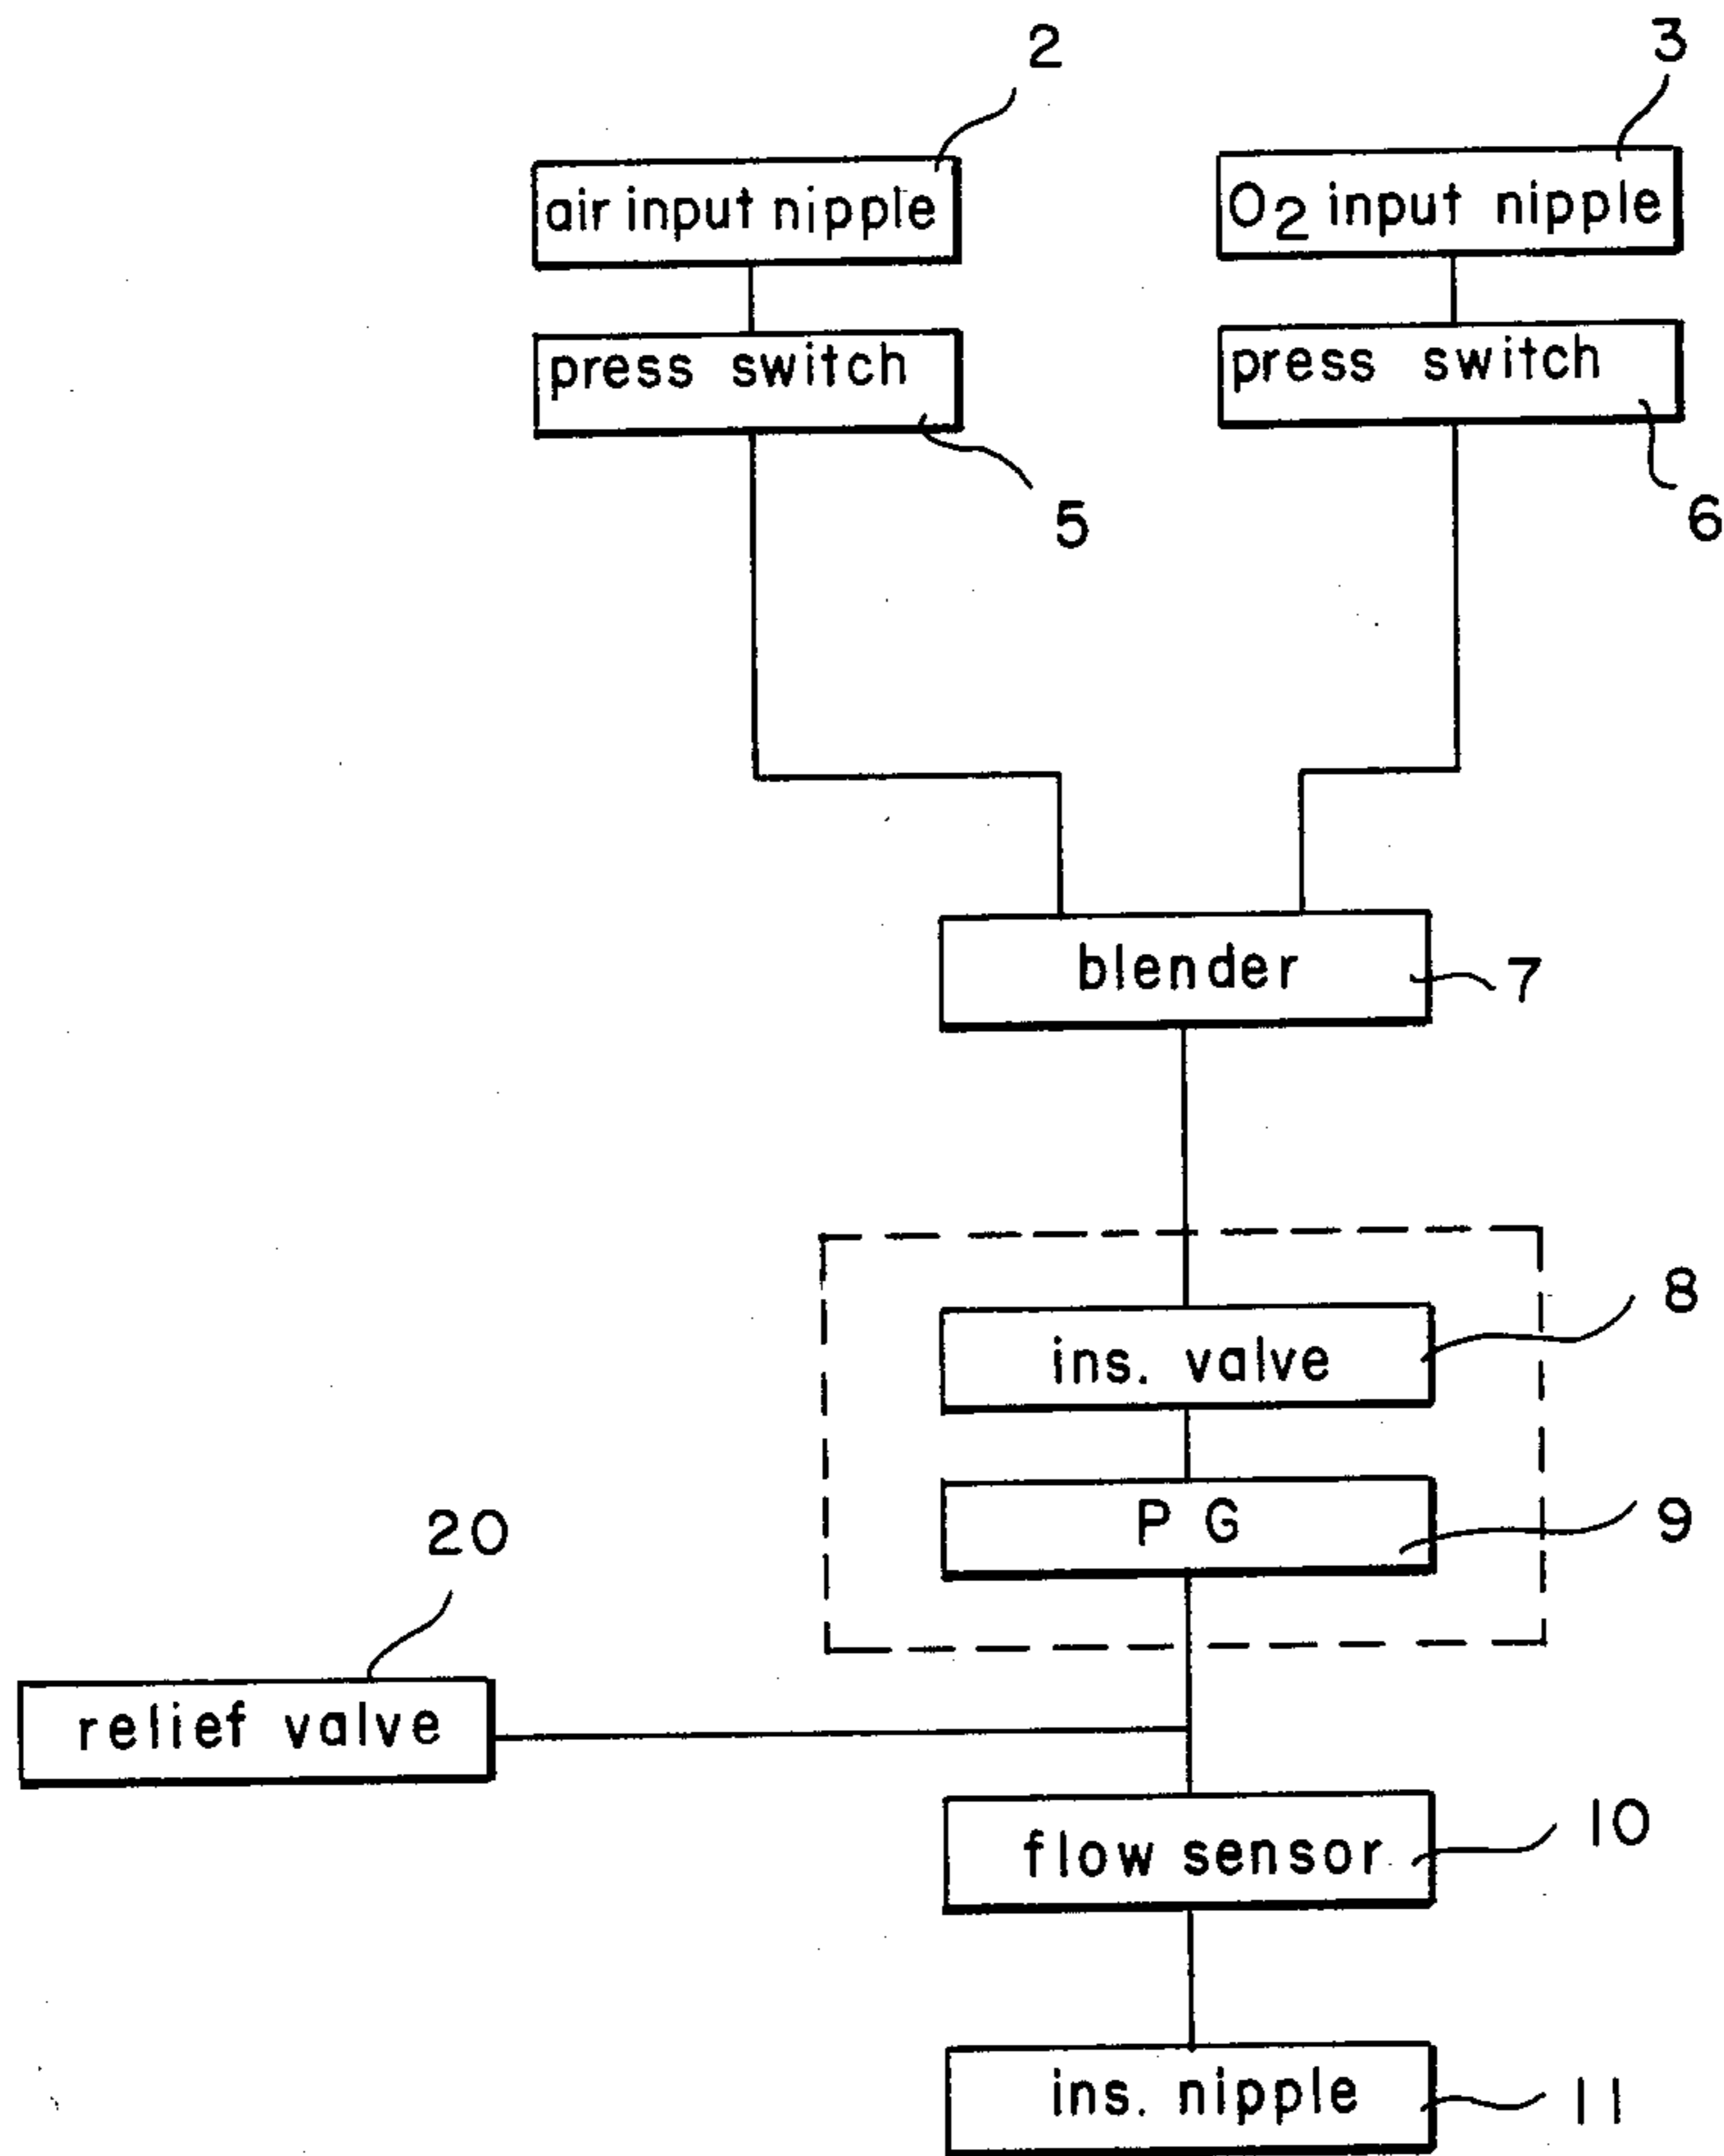 2
3
air input nipple
O2 input nipple
press switch
press switch
5
6
blender
7
8
ins. valve
P G
9
20
relief valve
flow sensor
10
ins. nipple
11